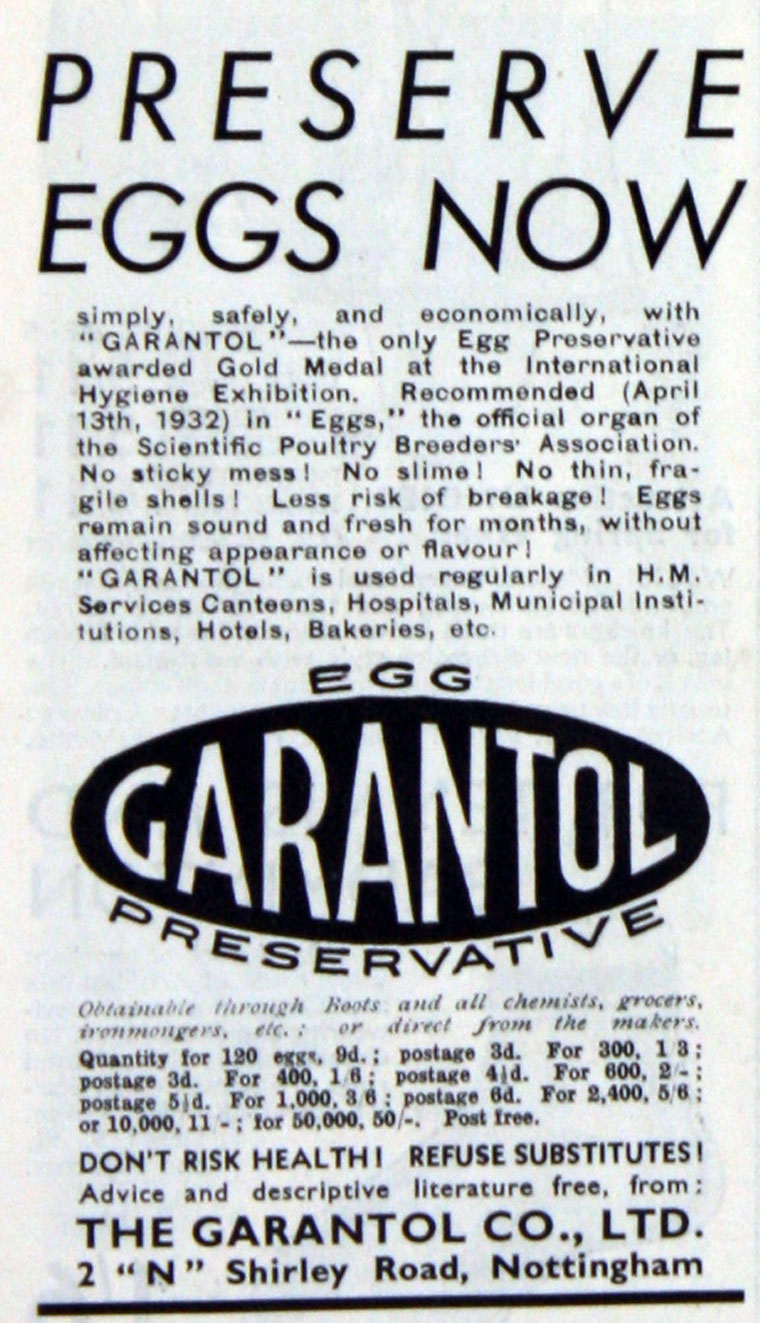 PRESERVE
EGGS NOW
simply, safely, and economically, with
"GARANTOL"—the only Egg Preservative
awarded Gold Medal at the International
Hygiene Exhibition. Recommended (April
13th, 1932) in "Eggs," the official organ of
the Scientific Poultry Breeders' Association.
No sticky mess! No slime! No thin, fra-
gile shells! Less risk of breakage! Eggs
remain sound and fresh for months, without
affecting appearance or flavour!
"GARANTOL" is used regularly in H.M.
Services Canteens, Hospitals, Municipal Insti-
tutions, Hotels, Bakeries, etc.
EGG
GARANTOL
PRESERVATIVE
Obtainable through Boots and all chemists, grocers,
ironmongers, etc.; or direct from the makers.
Quantity for 120 eggs, 9d.; postage 3d. For 300, 1/3;
postage 3d. For 400, 1/6; postage 4½d. For 600, 2/-;
postage 5½d. For 1,000, 3/6; postage 6d. For 2,400, 5/6;
or 10,000, 11/-; for 50,000, 50/-. Post free.
DON'T RISK HEALTH! REFUSE SUBSTITUTES!
Advice and descriptive literature free, from:
THE GARANTOL CO., LTD.
2 "N" Shirley Road, Nottingham